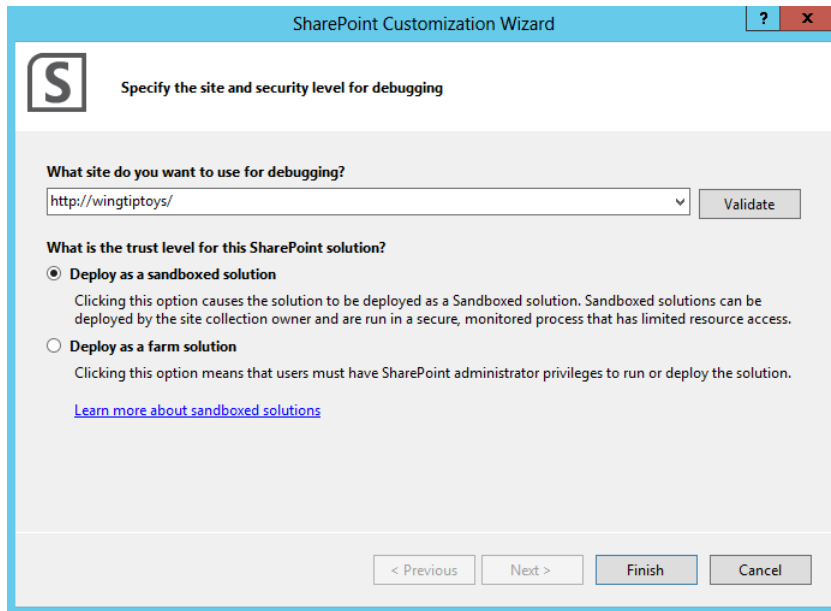 SharePoint Customization Wizard
?
x
S
Specify the site and security level for debugging
What site do you want to use for debugging?
http://wingtiptoys/
Validate
What is the trust level for this SharePoint solution?
Deploy as a sandboxed solution
Clicking this option causes the solution to be deployed as a Sandboxed solution. Sandboxed solutions can be
deployed by the site collection owner and are run in a secure, monitored process that has limited resource access.
Deploy as a farm solution
Clicking this option means that users must have SharePoint administrator privileges to run or deploy the solution.
Learn more about sandboxed solutions
< Previous
Next >
Finish
Cancel